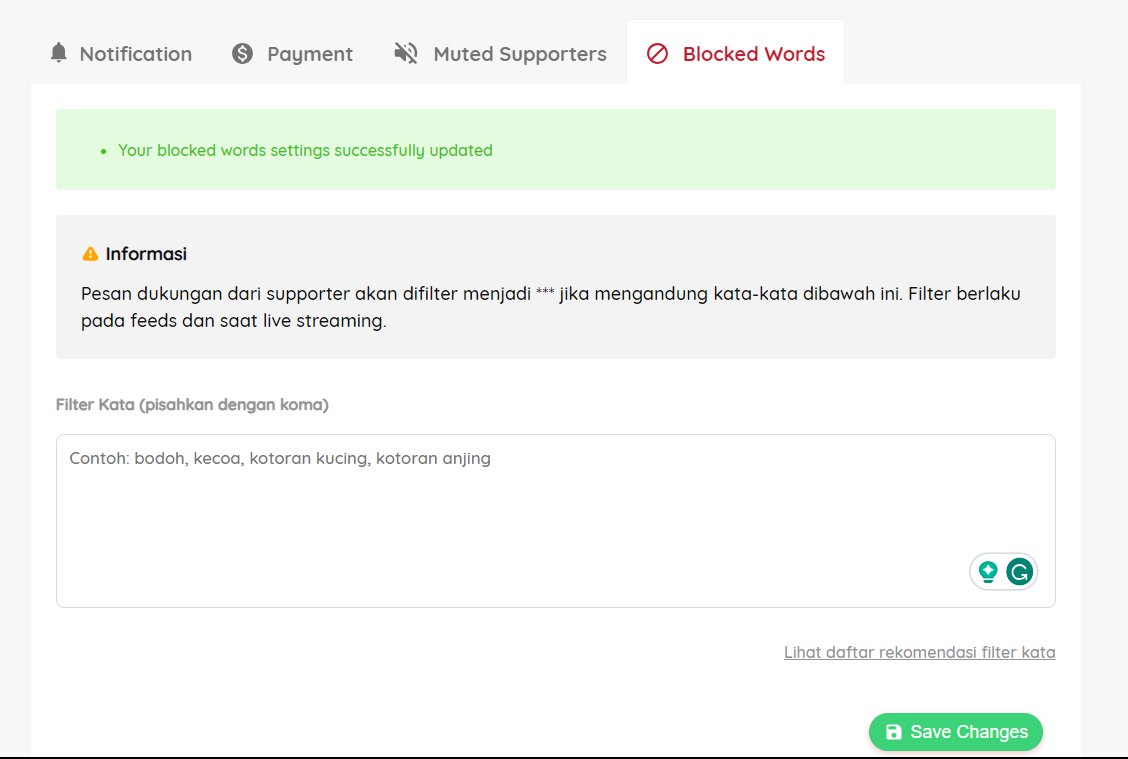 Notification
Payment
Muted Supporters
Blocked Words
Your blocked words settings successfully updated
Informasi
Pesan dukungan dari supporter akan difilter menjadi *** jika mengandung kata-kata dibawah ini. Filter berlaku
pada feeds dan saat live streaming.
Filter Kata (pisahkan dengan koma)
Contoh: bodoh, kecoa, kotoran kucing, kotoran anjing
Lihat daftar rekomendasi filter kata
Save Changes